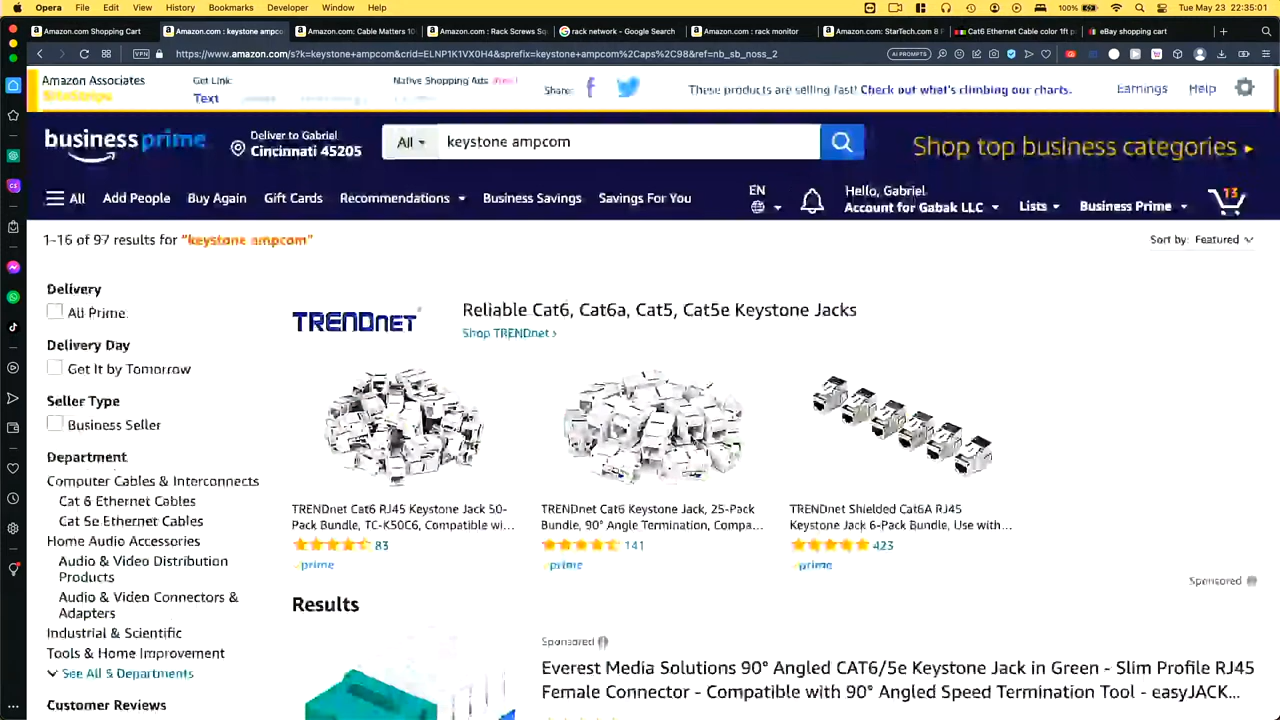 Opera File Edit View History Bookmarks Developer Window Help 100% Tue May 23 22:35:01
Amazon.com Shopping Cart Amazon.com : keystone ampco Amazon.com: Cable Matters 10 Amazon.com : Rack Screws Sq rack network - Google Search Amazon.com : rack monitor Amazon.com: StarTech.com 8 F Cat6 Ethernet Cable color 1ft p eBay shopping cart
VPN https://www.amazon.com/s?k=keystone+ampcom&crid=ELNP1K1VX0H4&sprefix=keystone+ampcom%2Caps%2C98&ref=nb_sb_noss_2 AI PROMPTS
Amazon Associates Get Link: Native Shopping Ads Share: These products are selling fast! Check out what's climbing our charts. Earnings Help
SiteStripe Text
business prime Deliver to Gabriel Cincinnati 45205 All keystone ampcom Shop top business categories
All Add People Buy Again Gift Cards Recommendations Business Savings Savings For You EN Hello, Gabriel Account for Gabak LLC Lists Business Prime 13
1-16 of 97 results for "keystone ampcom" Sort by: Featured
Delivery
All Prime
Delivery Day
Get It by Tomorrow
Seller Type
Business Seller
Department
Computer Cables & Interconnects
Cat 6 Ethernet Cables
Cat 5e Ethernet Cables
Home Audio Accessories
Audio & Video Distribution
Products
Audio & Video Connectors &
Adapters
Industrial & Scientific
Tools & Home Improvement
See All 5 Departments
Customer Reviews
TRENDNET
Reliable Cat6, Cat6a, Cat5, Cat5e Keystone Jacks
Shop TRENDnet ›
TRENDnet Cat6 RJ45 Keystone Jack 50-
Pack Bundle, TC-K50C6, Compatible wi...
83
prime
TRENDnet Cat6 Keystone Jack, 25-Pack
Bundle, 90° Angle Termination, Compa...
141
prime
TRENDnet Shielded Cat6A RJ45
Keystone Jack 6-Pack Bundle, Use with...
423
prime
Sponsored
Results
Sponsored
Everest Media Solutions 90° Angled CAT6/5e Keystone Jack in Green - Slim Profile RJ45
Female Connector - Compatible with 90° Angled Speed Termination Tool - easyJACK...